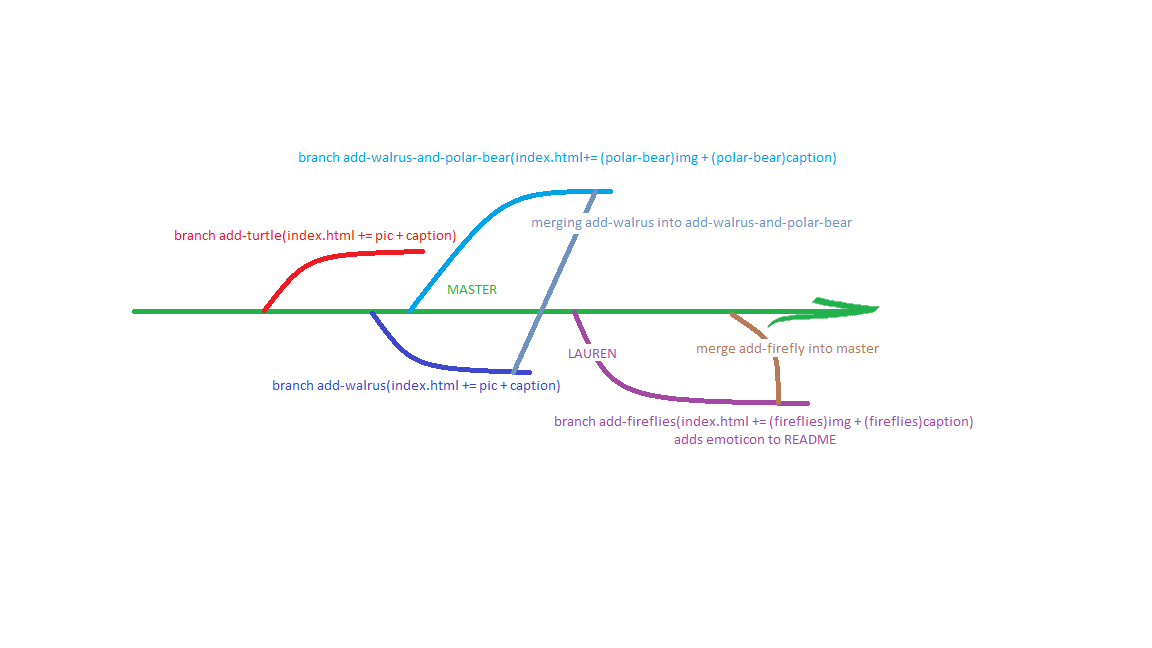 branch add-walrus-and-polar-bear(index.html+= (polar-bear)img + (polar-bear)caption)
merging add-walrus into add-walrus-and-polar-bear
branch add-turtle(index.html += pic + caption)
MASTER
LAUREN
merge add-firefly into master
branch add-walrus(index.html += pic + caption)
branch add-fireflies(index.html += (fireflies)img + (fireflies)caption)
adds emoticon to README